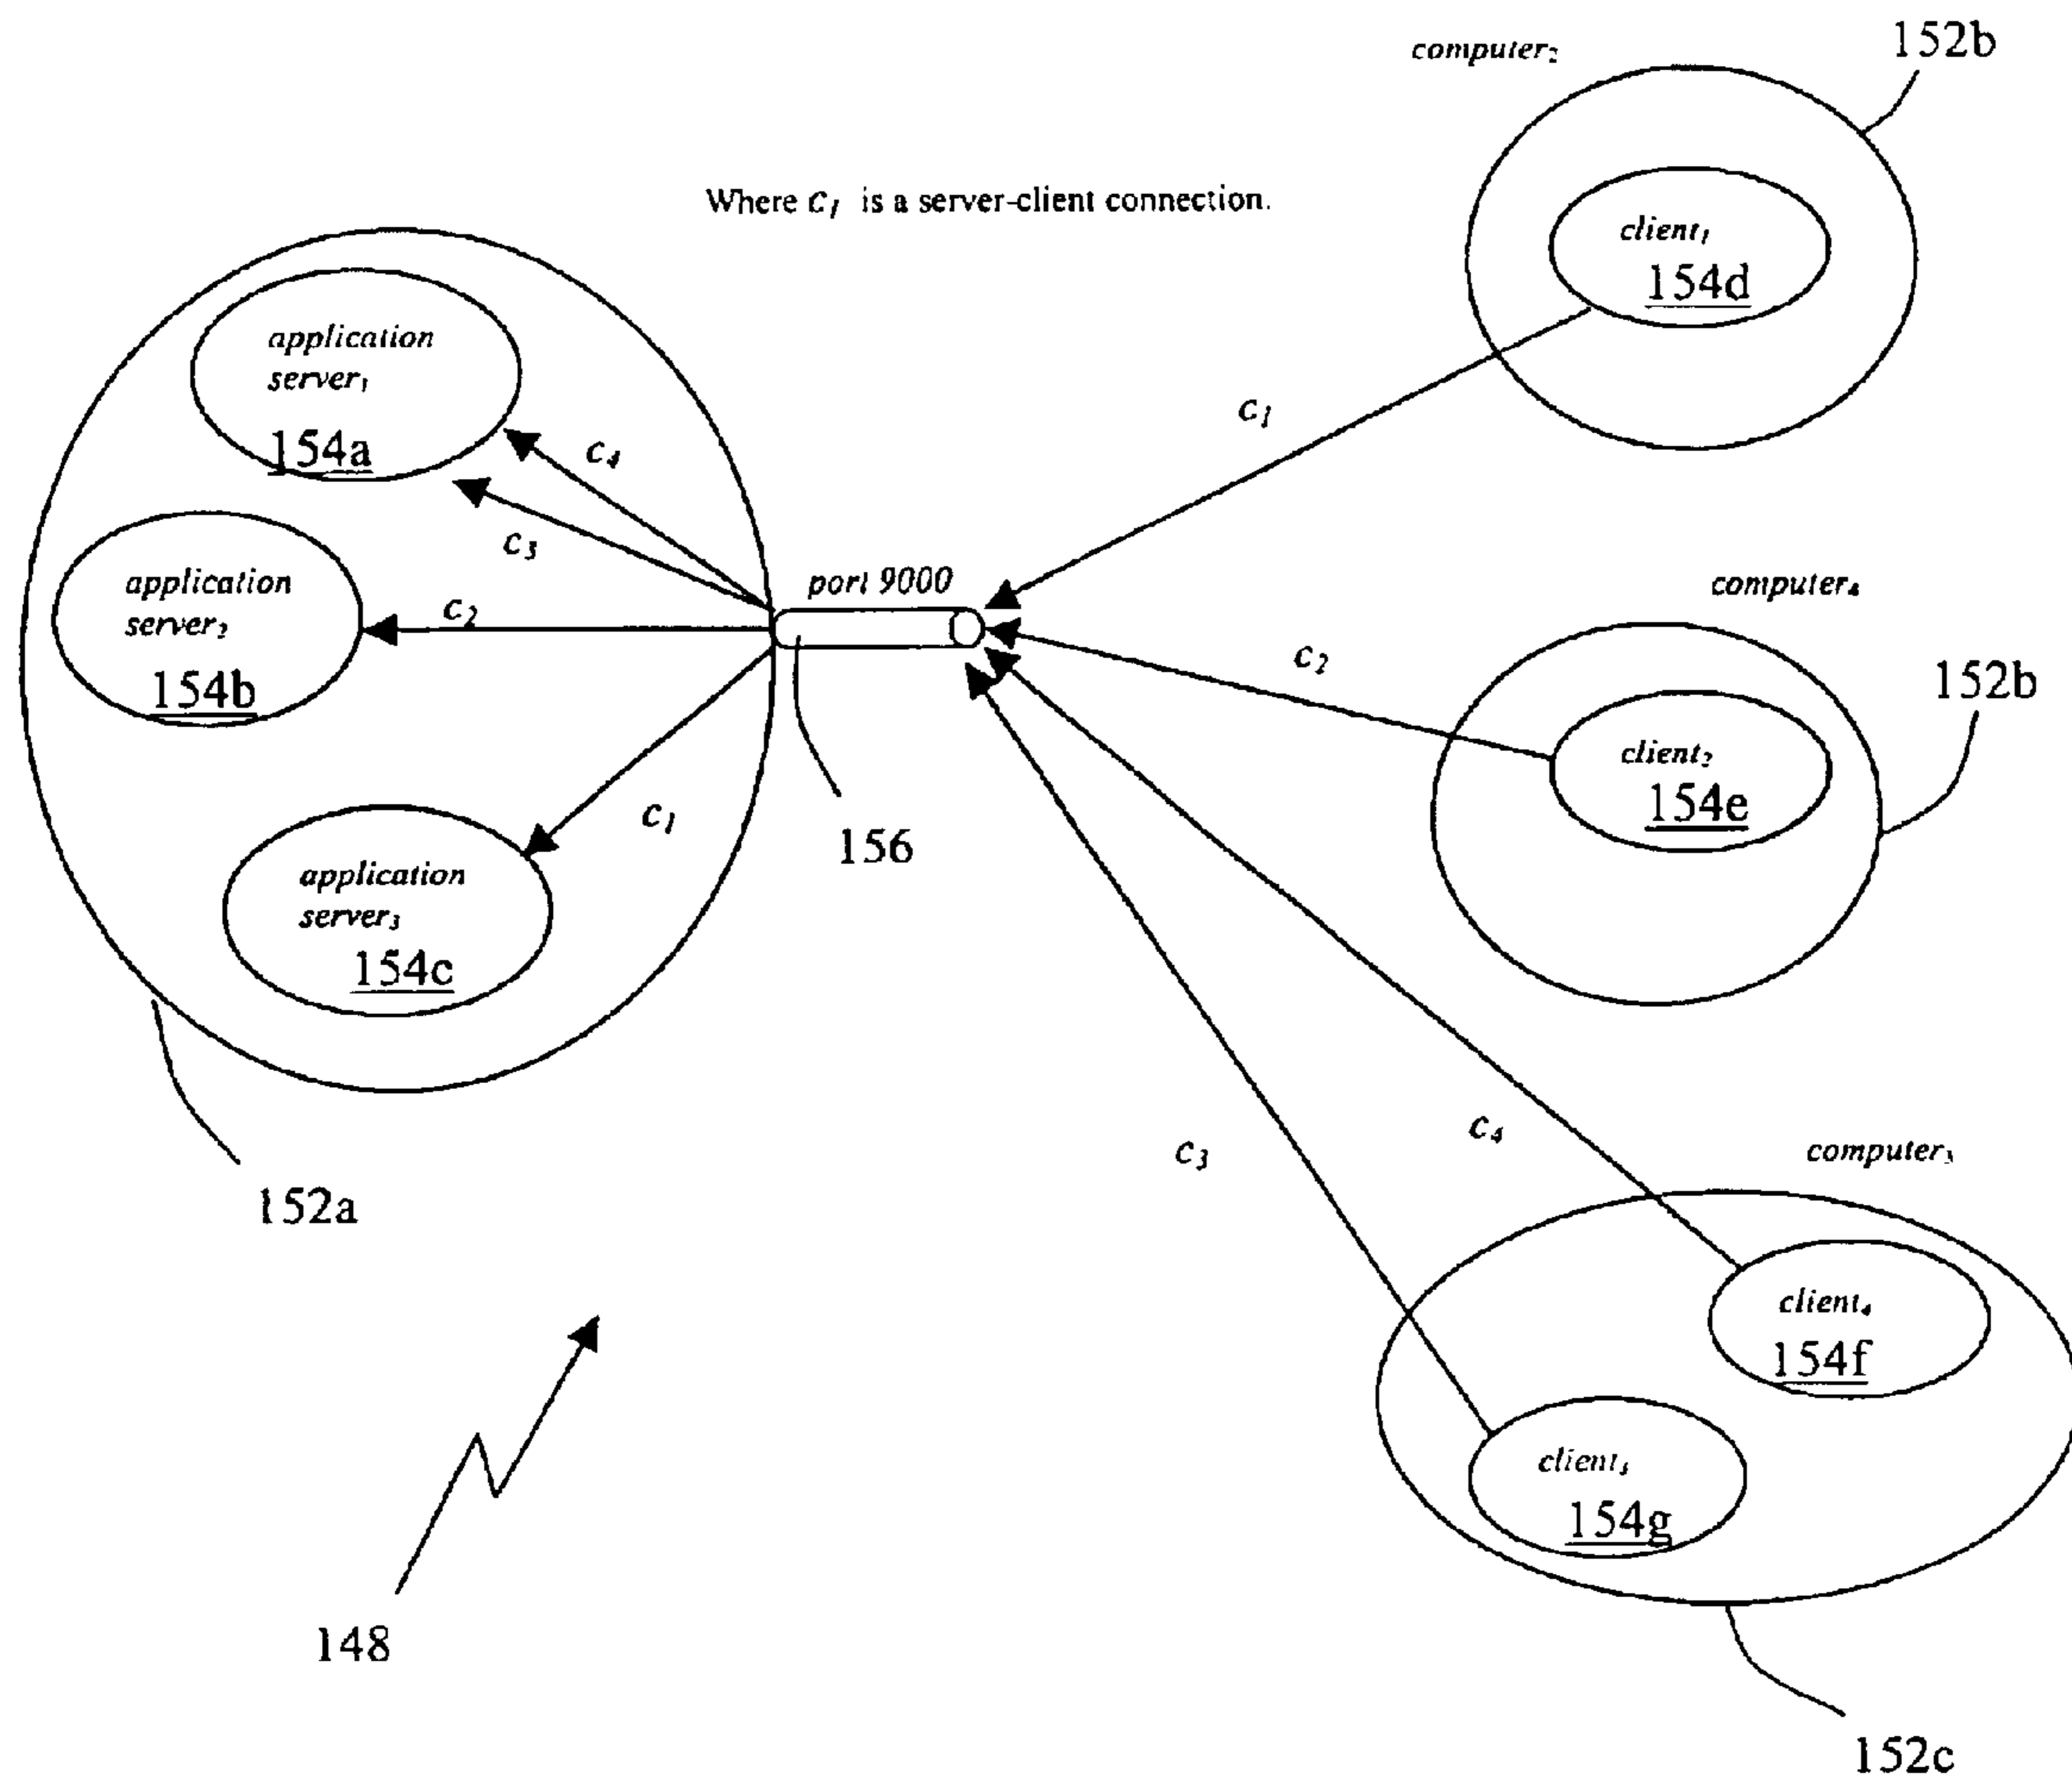 computer₂
152b
Where C₁ is a server-client connection.
client₁
154d
application
server₁
154a
c₄
c₁
c₃
port 9000
computer₄
application
server₂
154b
c₂
c₂
152b
client₂
154e
c₁
156
application
server₃
154c
c₃
c₄
computer₃
152a
client₄
154f
client₃
154g
148
152c